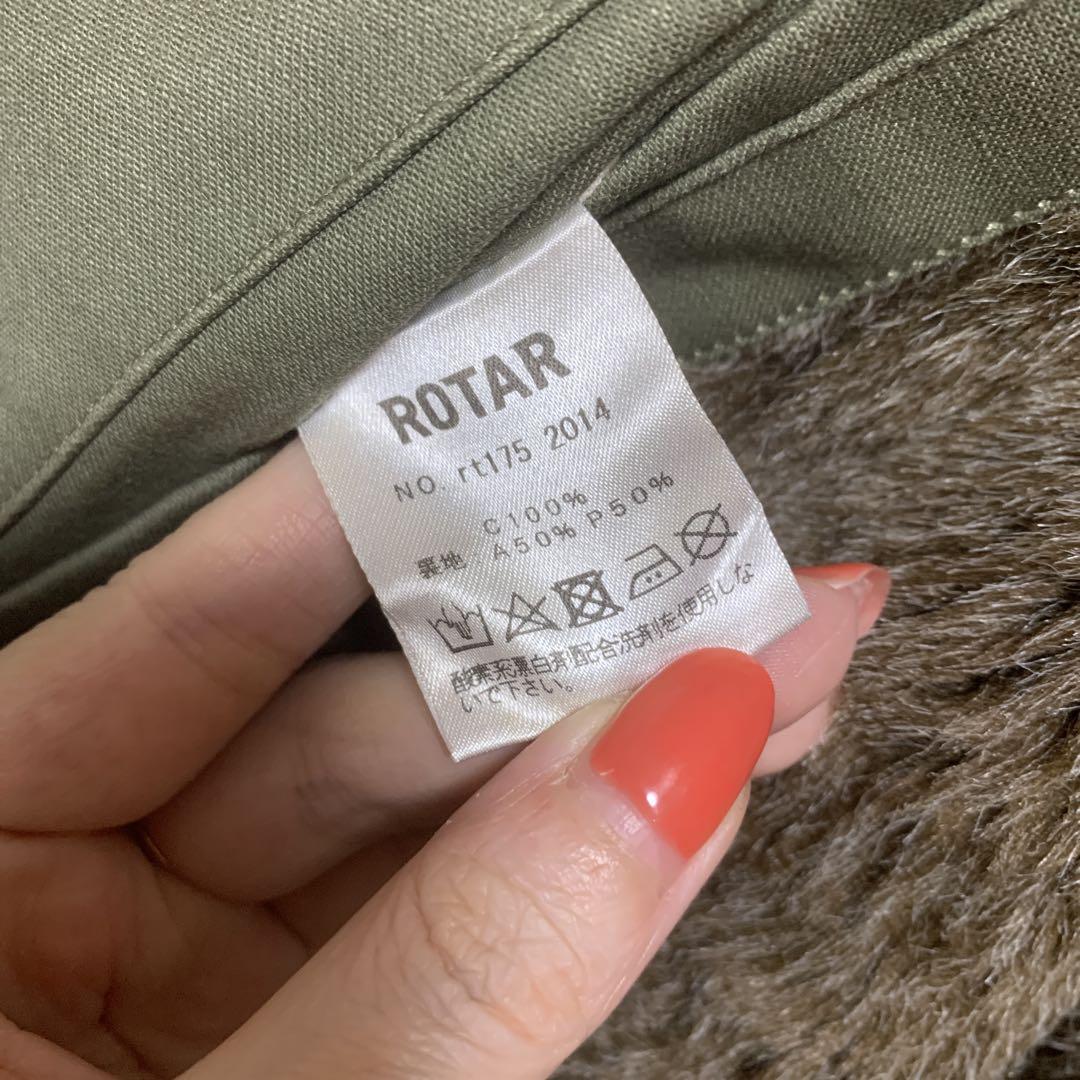 ROTAR
NO. rt175 2014
C100%
裏地 A50% P50%
酸素系漂白剤配合洗剤を使用しな
いで下さい。